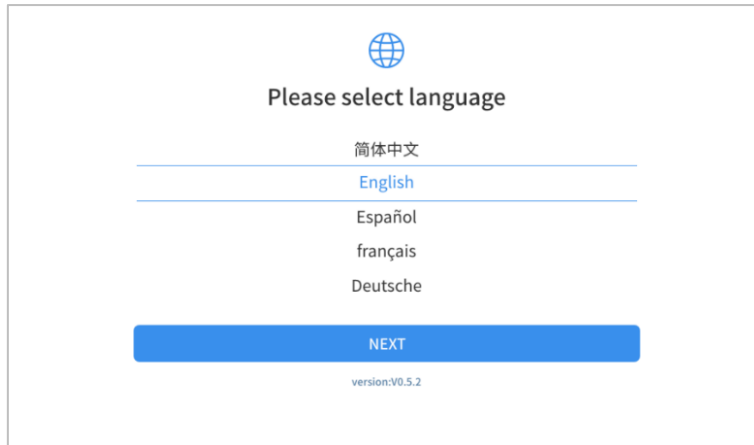 Please select language
简体中文
English
Español
français
Deutsche
NEXT
version:V0.5.2